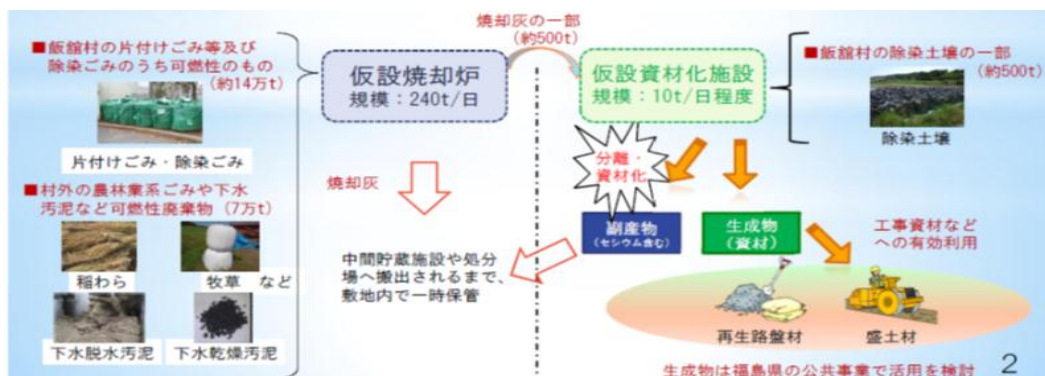 ■飯舘村の片付けごみ等及び
除染ごみのうち可燃性のもの
(約14万t)
片付けごみ・除染ごみ
■村外の農林業系ごみや下水
汚泥など可燃性廃棄物(7万t)
稲わら
牧草 など
下水脱水汚泥
下水乾燥汚泥
仮設焼却炉
規模:240t/日
焼却灰の一部
(約500t)
仮設資材化施設
規模:10t/日程度
■飯舘村の除染土壌の一部
(約500t)
除染土壌
焼却灰
分離・
資材化
副産物
(セシウム含む)
生成物
(資材)
工事資材など
への有効利用
中間貯蔵施設や処分
場へ搬出されるまで、
敷地内で一時保管
再生路盤材
盛土材
生成物は福島県の公共事業で活用を検討
2